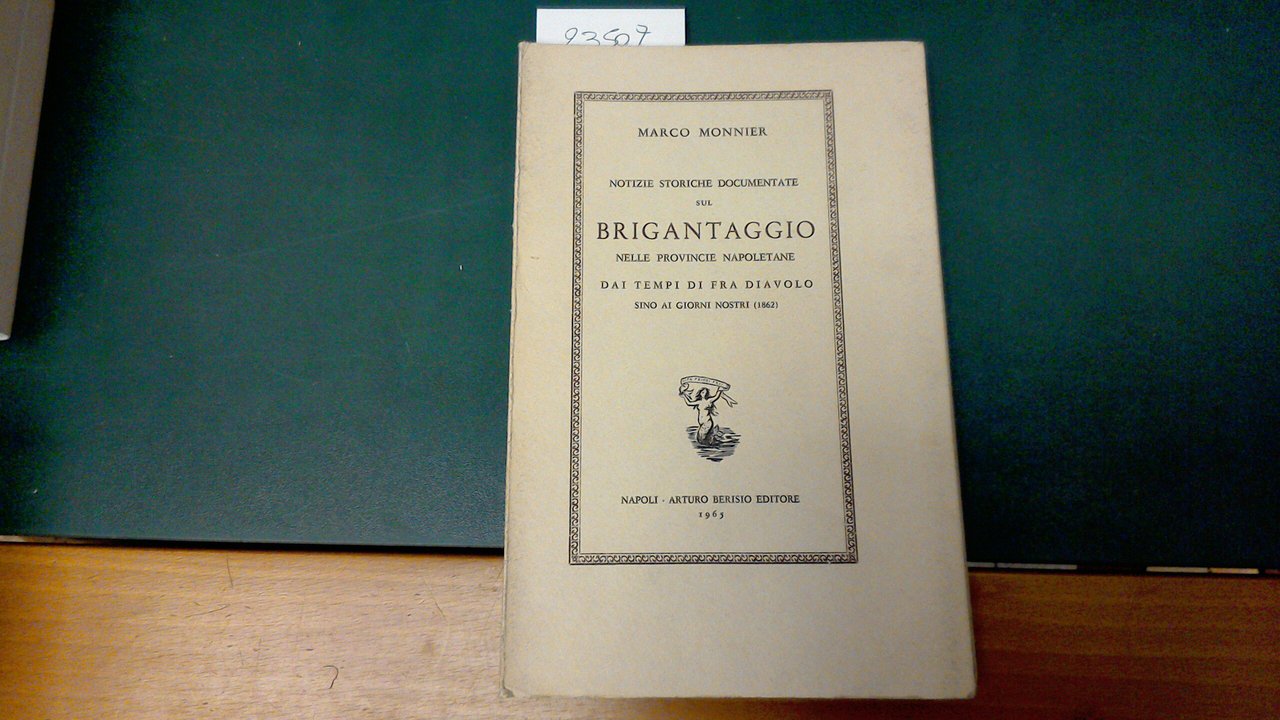 23507
MARCO MONNIER
NOTIZIE STORICHE DOCUMENTATE
SUL
BRIGANTAGGIO
NELLE PROVINCIE NAPOLETANE
DAI TEMPI DI FRA DIAVOLO
SINO AI GIORNI NOSTRI (1862)
NAPOLI · ARTURO BERISIO EDITORE
1965